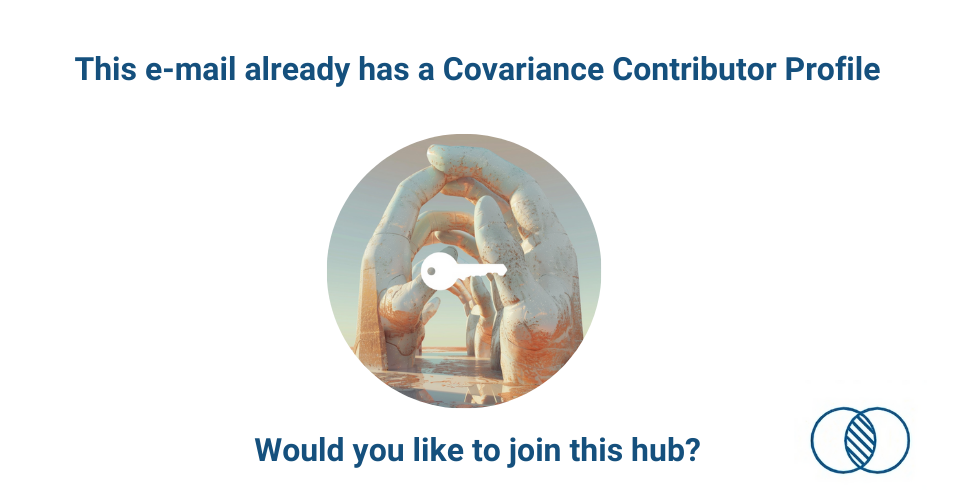 This e-mail already has a Covariance Contributor Profile
Would you like to join this hub?